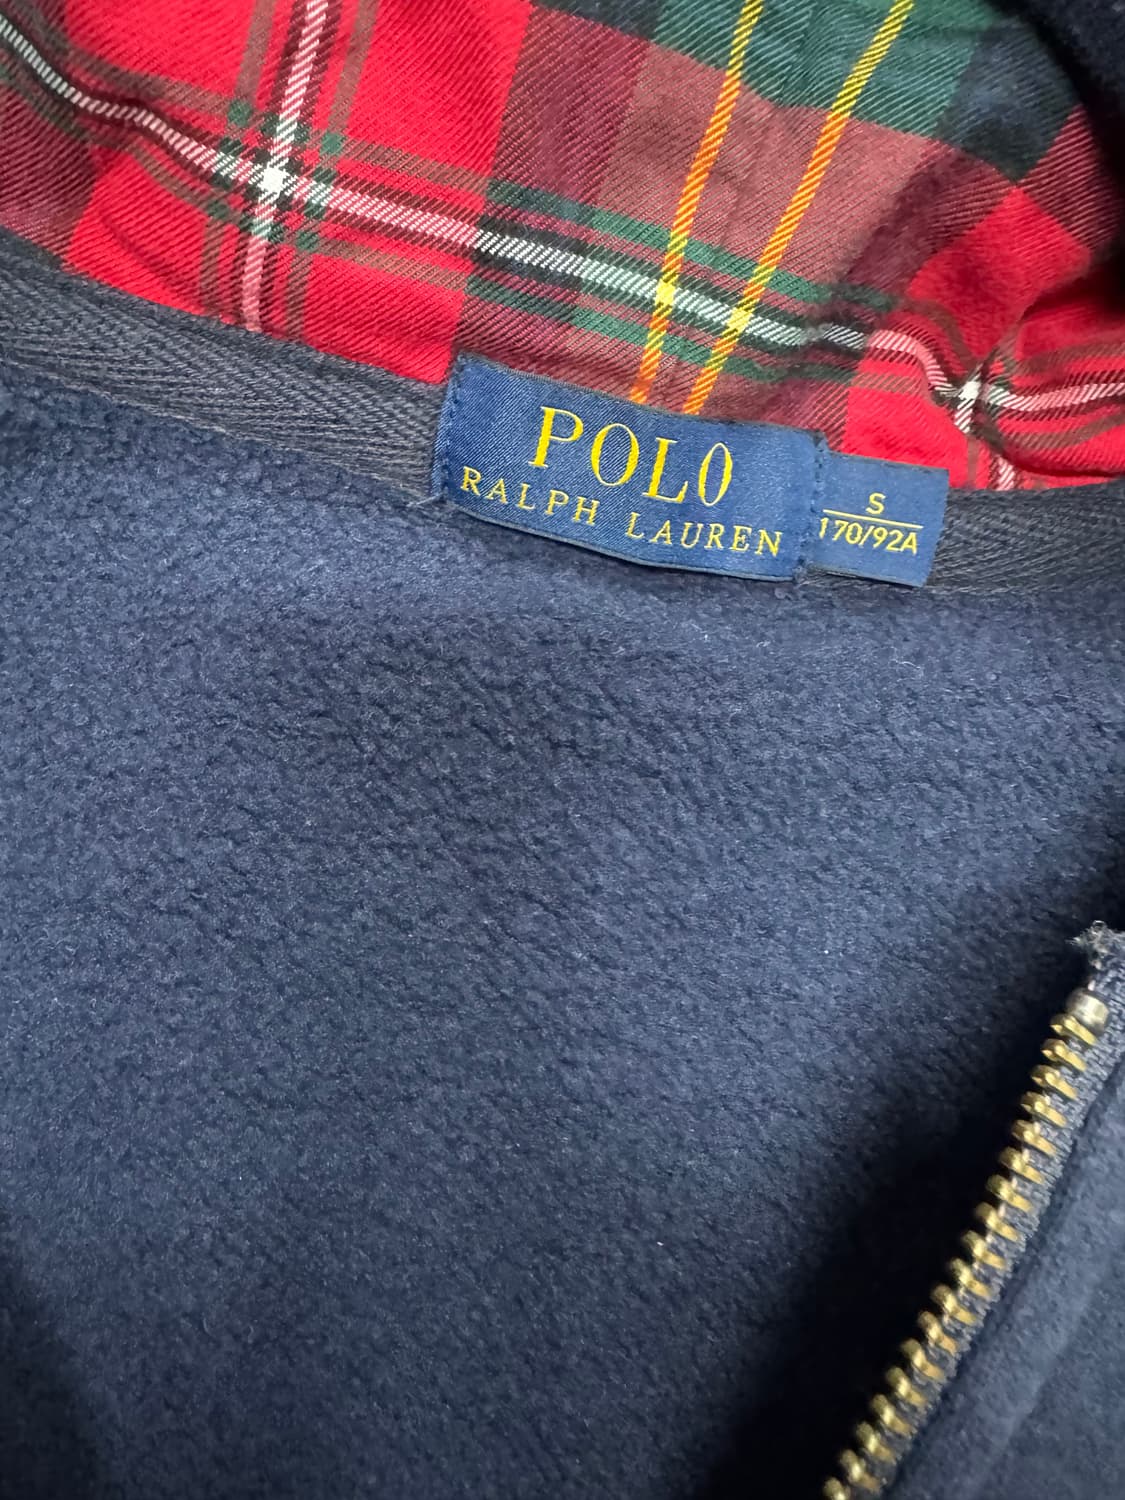 POLO
RALPH LAUREN
S
170/92A